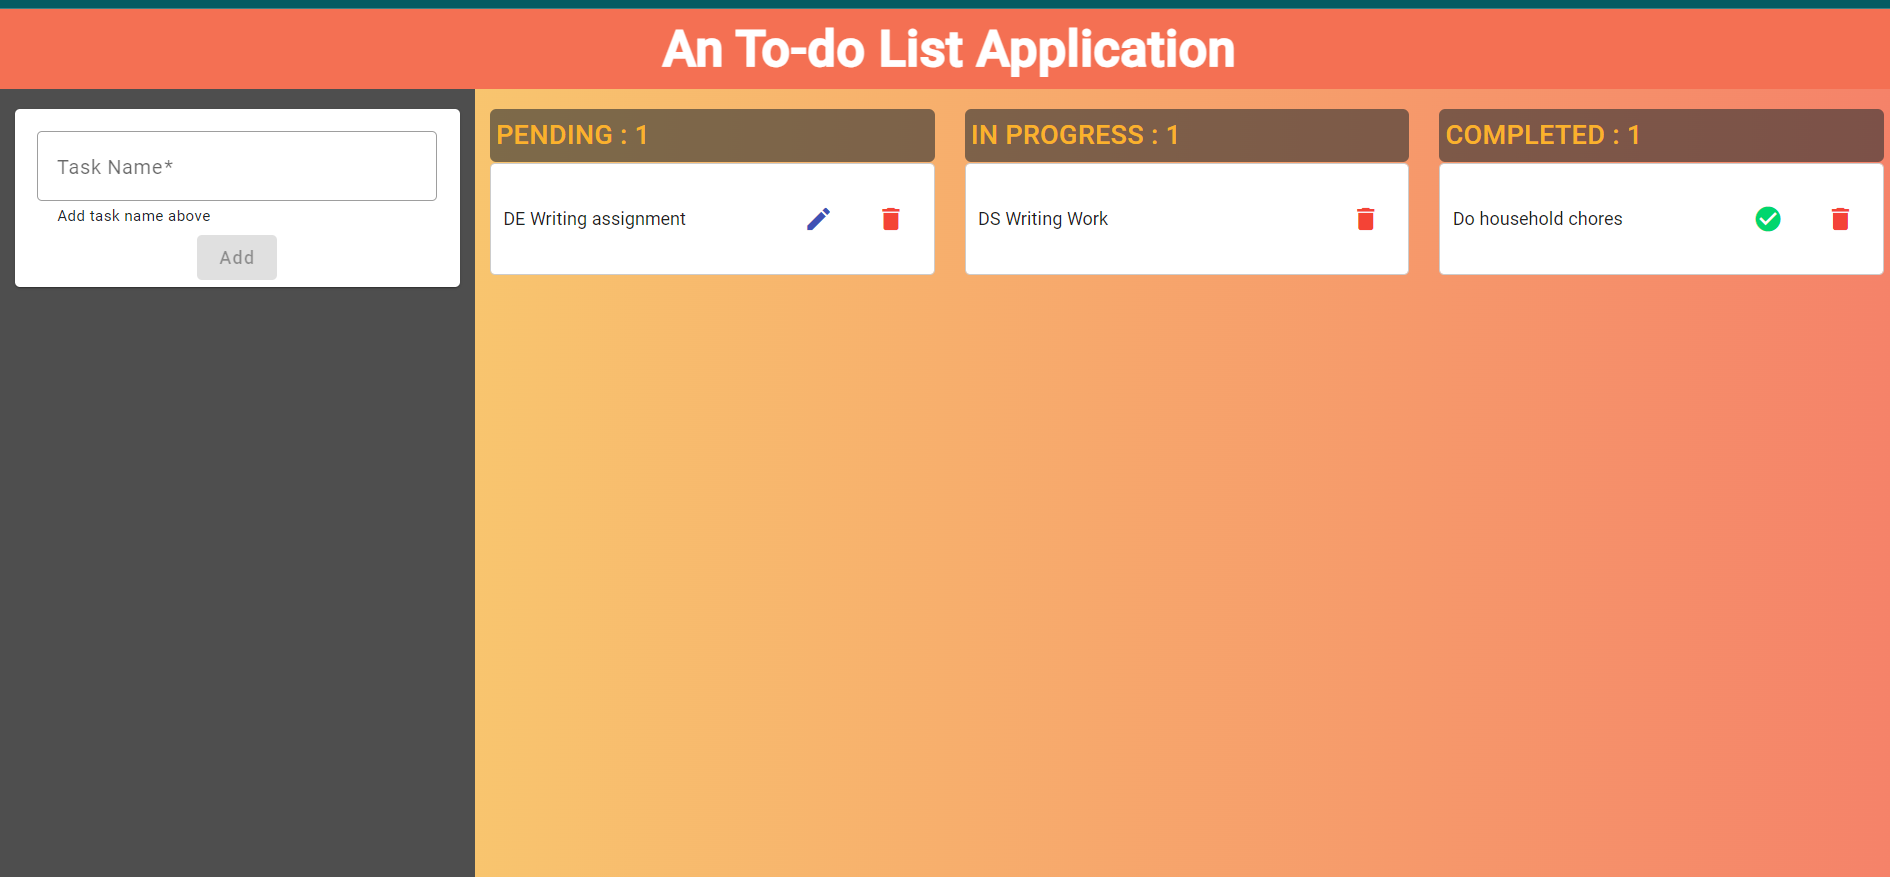 An To-do List Application
Task Name*
Add task name above
Add
PENDING : 1
DE Writing assignment
IN PROGRESS : 1
DS Writing Work
COMPLETED : 1
Do household chores